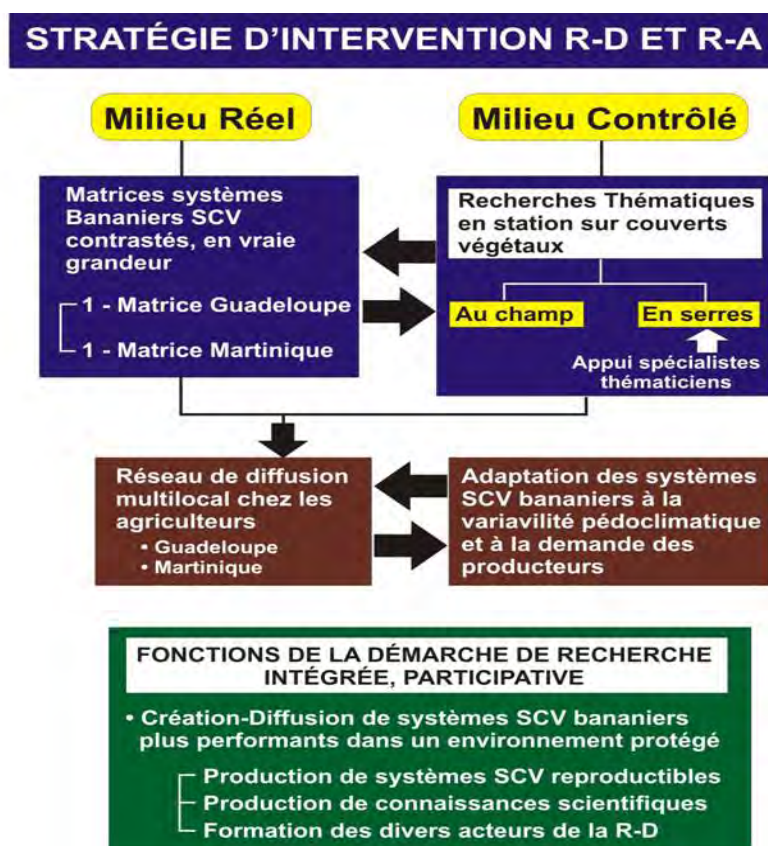 STRATÉGIE D'INTERVENTION R-D ET R-A
Milieu Réel
Milieu Contrôlé
Matrices systèmes
Bananiers SCV
contrastés, en vraie
grandeur
1 - Matrice Guadeloupe
1 - Matrice Martinique
Recherches Thématiques
en station sur couverts
végétaux
Au champ
En serres
Appui spécialistes
thématiciens
Réseau de diffusion
multilocal chez les
agriculteurs
• Guadeloupe
• Martinique
Adaptation des systèmes
SCV bananiers à la
variavilité pédoclimatique
et à la demande des
producteurs
FONCTIONS DE LA DÉMARCHE DE RECHERCHE
INTÉGRÉE, PARTICIPATIVE
• Création-Diffusion de systèmes SCV bananiers
plus performants dans un environnement protégé
Production de systèmes SCV reproductibles
Production de connaissances scientifiques
Formation des divers acteurs de la R-D